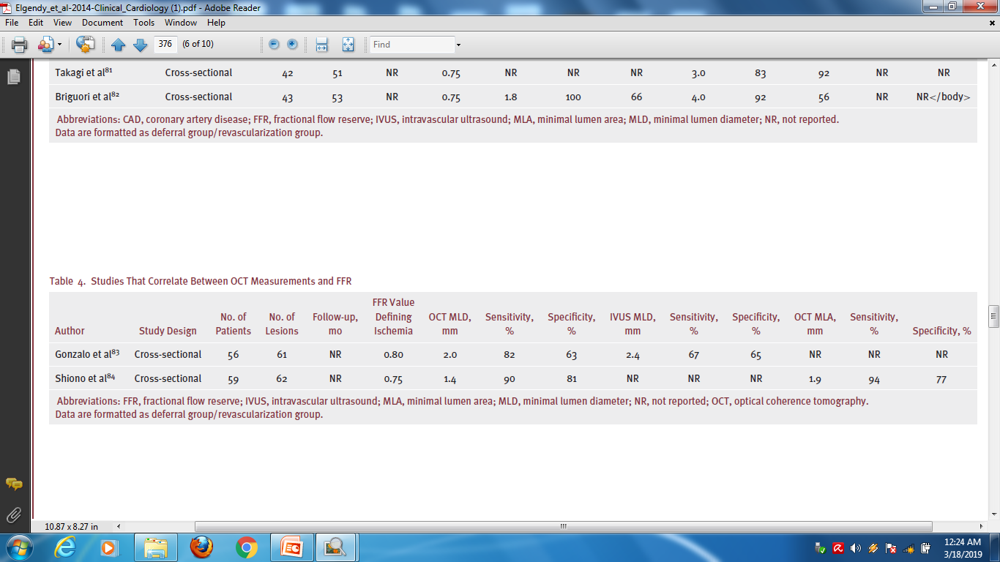 Elgendy_et_al-2014-Clinical_Cardiology (1).pdf - Adobe Reader
File Edit View Document Tools Window Help
376 (6 of 10) Find
Takagi et al81 Cross-sectional 42 51 NR 0.75 NR NR NR 3.0 83 92 NR NR
Briguori et al82 Cross-sectional 43 53 NR 0.75 1.8 100 66 4.0 92 56 NR NR</body>
Abbreviations: CAD, coronary artery disease; FFR, fractional flow reserve; IVUS, intravascular ultrasound; MLA, minimal lumen area; MLD, minimal lumen diameter; NR, not reported.
Data are formatted as deferral group/revascularization group.
Table 4. Studies That Correlate Between OCT Measurements and FFR
FFR Value
No. of No. of Follow-up, Defining OCT MLD, Sensitivity, Specificity, IVUS MLD, Sensitivity, Specificity, OCT MLA, Sensitivity,
Author Study Design Patients Lesions mo Ischemia mm % % mm % % mm % Specificity, %
Gonzalo et al83 Cross-sectional 56 61 NR 0.80 2.0 82 63 2.4 67 65 NR NR NR
Shiono et al84 Cross-sectional 59 62 NR 0.75 1.4 90 81 NR NR NR 1.9 94 77
Abbreviations: FFR, fractional flow reserve; IVUS, intravascular ultrasound; MLA, minimal lumen area; MLD, minimal lumen diameter; NR, not reported; OCT, optical coherence tomography.
Data are formatted as deferral group/revascularization group.
10.87 x 8.27 in
12:24 AM
3/18/2019